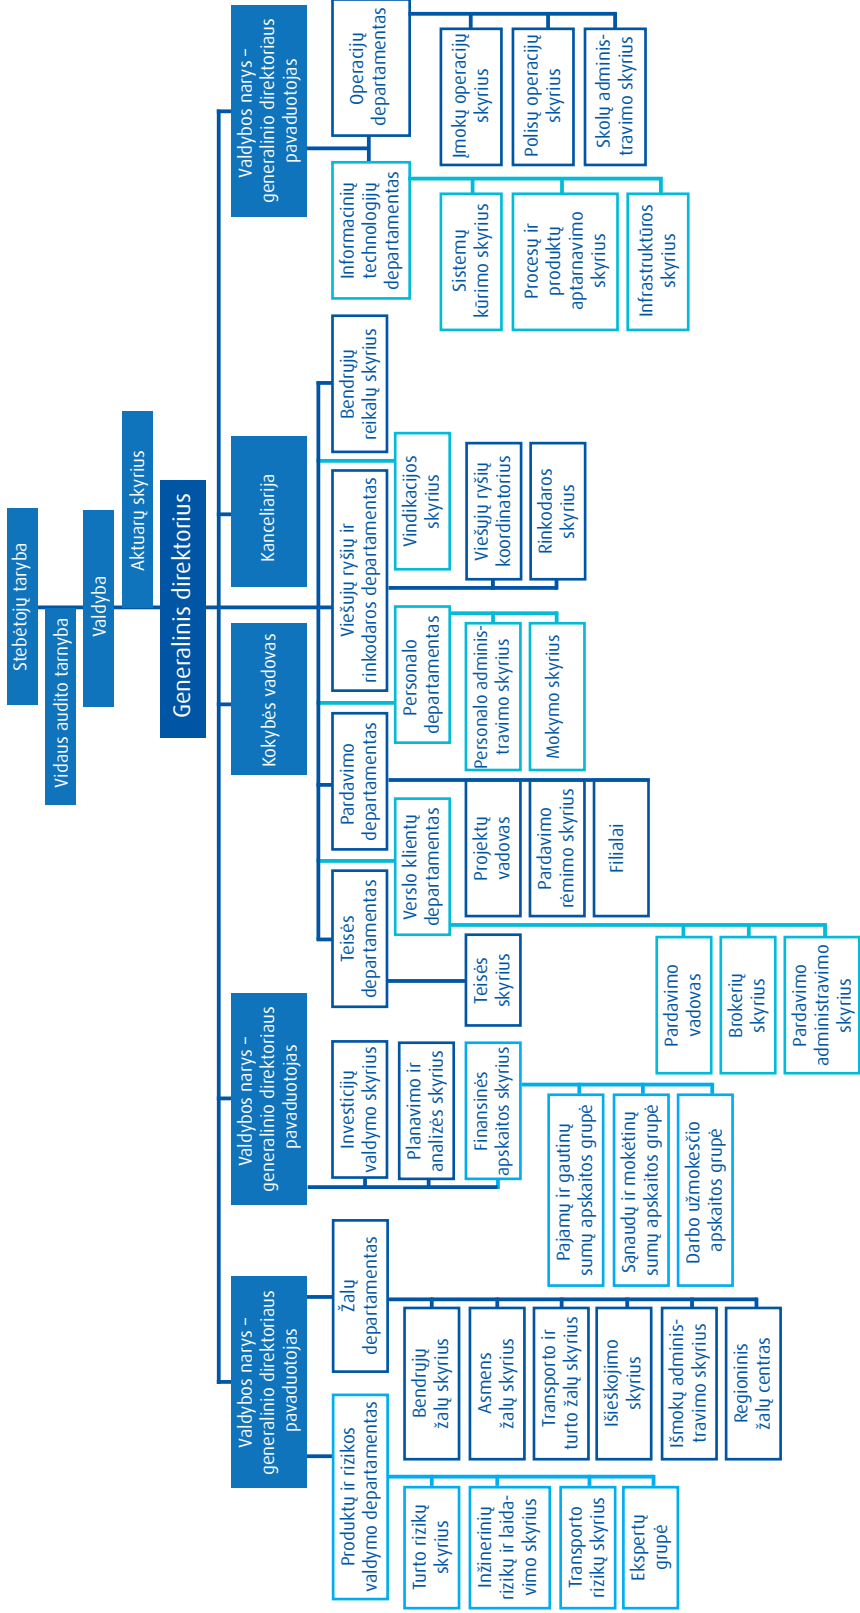 Stebėtojų taryba
Vidaus audito tarnyba
Valdyba
Aktuarų skyrius
Generalinis direktorius
Valdybos narys –
generalinio direktoriaus
pavaduotojas
Valdybos narys –
generalinio direktoriaus
pavaduotojas
Kokybės vadovas
Kanceliarija
Valdybos narys –
generalinio direktoriaus
pavaduotojas
Produktų ir rizikos
valdymo departamentas
Turto rizikų
skyrius
Inžinerinių
rizikų ir laida-
vimo skyrius
Transporto
rizikų skyrius
Ekspertų
grupė
Žalų
departamentas
Bendrųjų
žalų skyrius
Asmens
žalų skyrius
Transporto ir
turto žalų skyrius
Išieškojimo
skyrius
Išmokų adminis-
travimo skyrius
Regioninis
žalų centras
Investicijų
valdymo skyrius
Planavimo ir
analizės skyrius
Finansinės
apskaitos skyrius
Pajamų ir gautinų
sumų apskaitos grupė
Sąnaudų ir mokėtinų
sumų apskaitos grupė
Darbo užmokesčio
apskaitos grupė
Teisės
departamentas
Teisės
skyrius
Verslo klientų
departamentas
Pardavimo
vadovas
Brokerių
skyrius
Pardavimo
administravimo
skyrius
Pardavimo
departamentas
Projektų
vadovas
Pardavimo
rėmimo skyrius
Filialai
Personalo
departamentas
Personalo adminis-
travimo skyrius
Mokymo skyrius
Viešųjų ryšių ir
rinkodaros departamentas
Viešųjų ryšių
koordinatorius
Rinkodaros
skyrius
Vindikacijos
skyrius
Bendrųjų
reikalų skyrius
Informacinių
technologijų
departamentas
Sistemų
kūrimo skyrius
Procesų ir
produktų
aptarnavimo
skyrius
Infrastruktūros
skyrius
Operacijų
departamentas
Įmokų operacijų
skyrius
Polisų operacijų
skyrius
Skolų adminis-
travimo skyrius